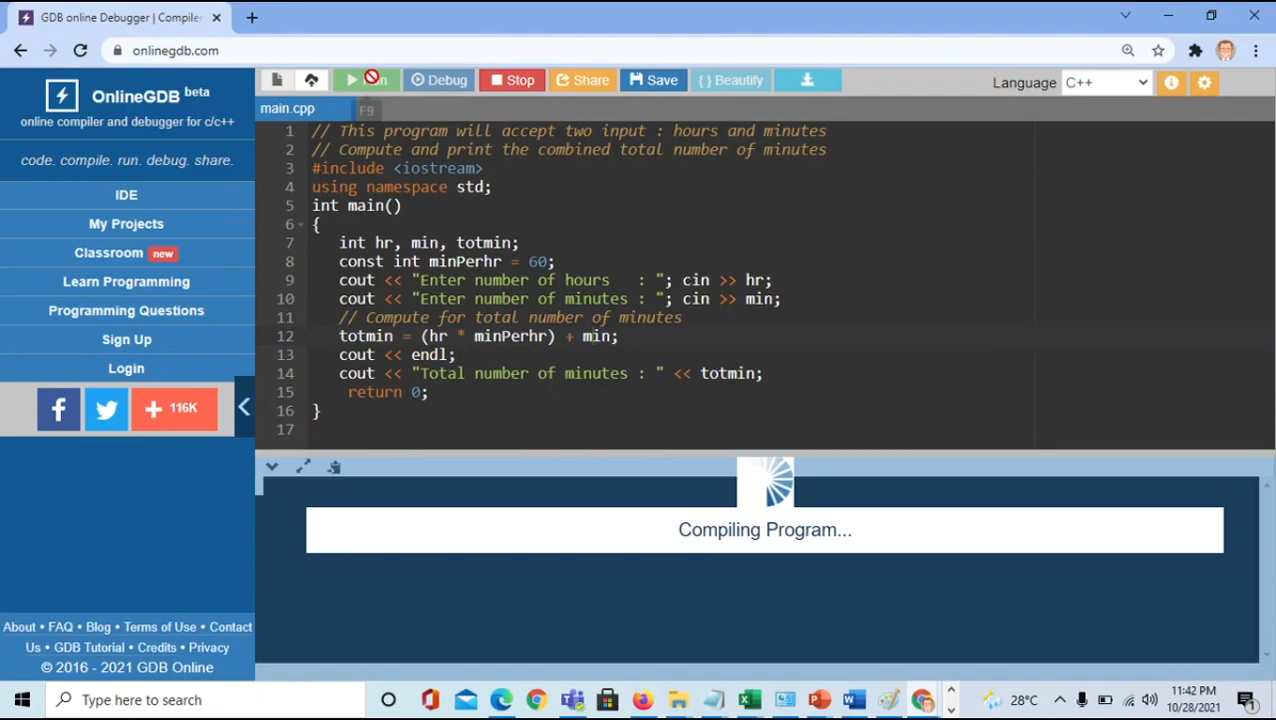 GDB online Debugger | Compiler
onlinegdb.com
OnlineGDB beta
online compiler and debugger for c/c++
code. compile. run. debug. share.
IDE
My Projects
Classroom new
Learn Programming
Programming Questions
Sign Up
Login
116K
About • FAQ • Blog • Terms of Use • Contact
Us • GDB Tutorial • Credits • Privacy
© 2016 - 2021 GDB Online
Debug Stop Share Save { } Beautify
Language C++
main.cpp
F9
1 // This program will accept two input : hours and minutes
2 // Compute and print the combined total number of minutes
3 #include <iostream>
4 using namespace std;
5 int main()
6 {
7 int hr, min, totmin;
8 const int minPerhr = 60;
9 cout << "Enter number of hours   : "; cin >> hr;
10 cout << "Enter number of minutes : "; cin >> min;
11 // Compute for total number of minutes
12 totmin = (hr * minPerhr) + min;
13 cout << endl;
14 cout << "Total number of minutes : " << totmin;
15 return 0;
16 }
17
Compiling Program...
Type here to search
28°C
11:42 PM
10/28/2021
1